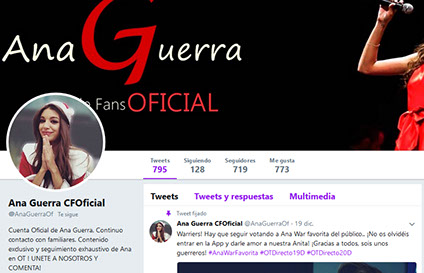 Ana Guerra
Fans OFICIAL
Tweets Siguiendo Seguidores Me gusta
795 128 719 773
Ana Guerra CFOficial
@AnaGuerraOf Te sigue
Cuenta Oficial de Ana Guerra. Continuo
contacto con familiares. Contenido
exclusivo y seguimiento exhaustivo de Ana
en OT ! UNETE A NOSOTROS Y
COMENTA!
Tweets Tweets y respuestas Multimedia
Tweet fijado
Ana Guerra CFOficial @AnaGuerraOf · 19 dic.
Warriers! Hay que seguir votando a Ana War favorita del público.. ¡No os olvidéis
entrar en la App y darle amor a nuestra Anita! ¡Gracias a todos, sois unos
guerreros! #AnaWarFavorita #OTDirecto19D #OTDirecto20D